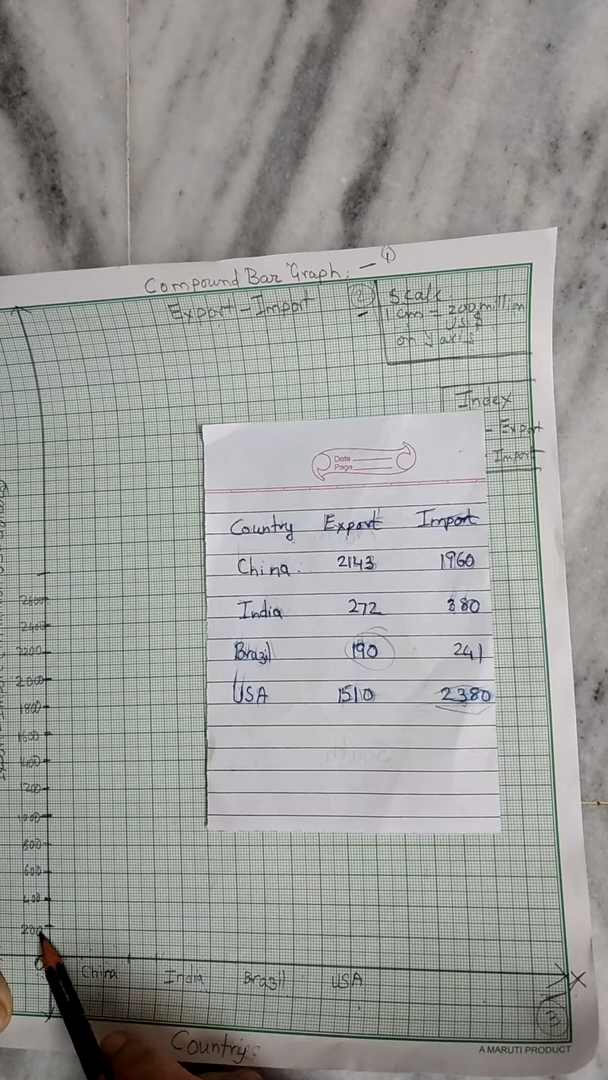 Compound Bar Graph. - ①
Export - Import
②
Scale
1 cm = 200 million
US $
on Y axis
Index
- Export
- Import
Date
Page
Country Export Import
China 2143 1960
India 272 380
Brazil 190 241
USA 1510 2380
2600
2400
2200
2000
1800
1600
1400
1200
1000
800
600
400
200
0
China India Brazil USA
X
③
Country
A MARUTI PRODUCT